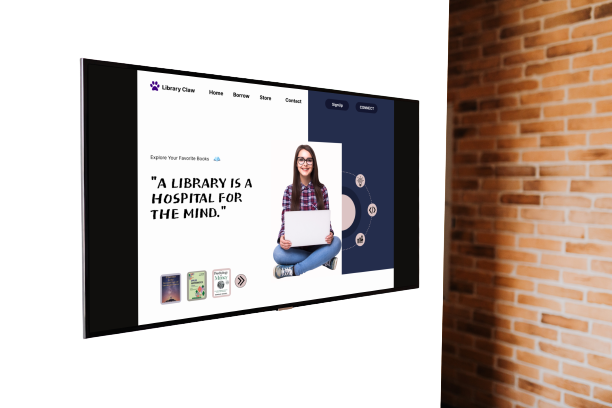 Library Claw
Home
Borrow
Store
Contact
SignUp
CONNECT
Explore Your Favorite Books
"A LIBRARY IS A
HOSPITAL FOR
THE MIND."